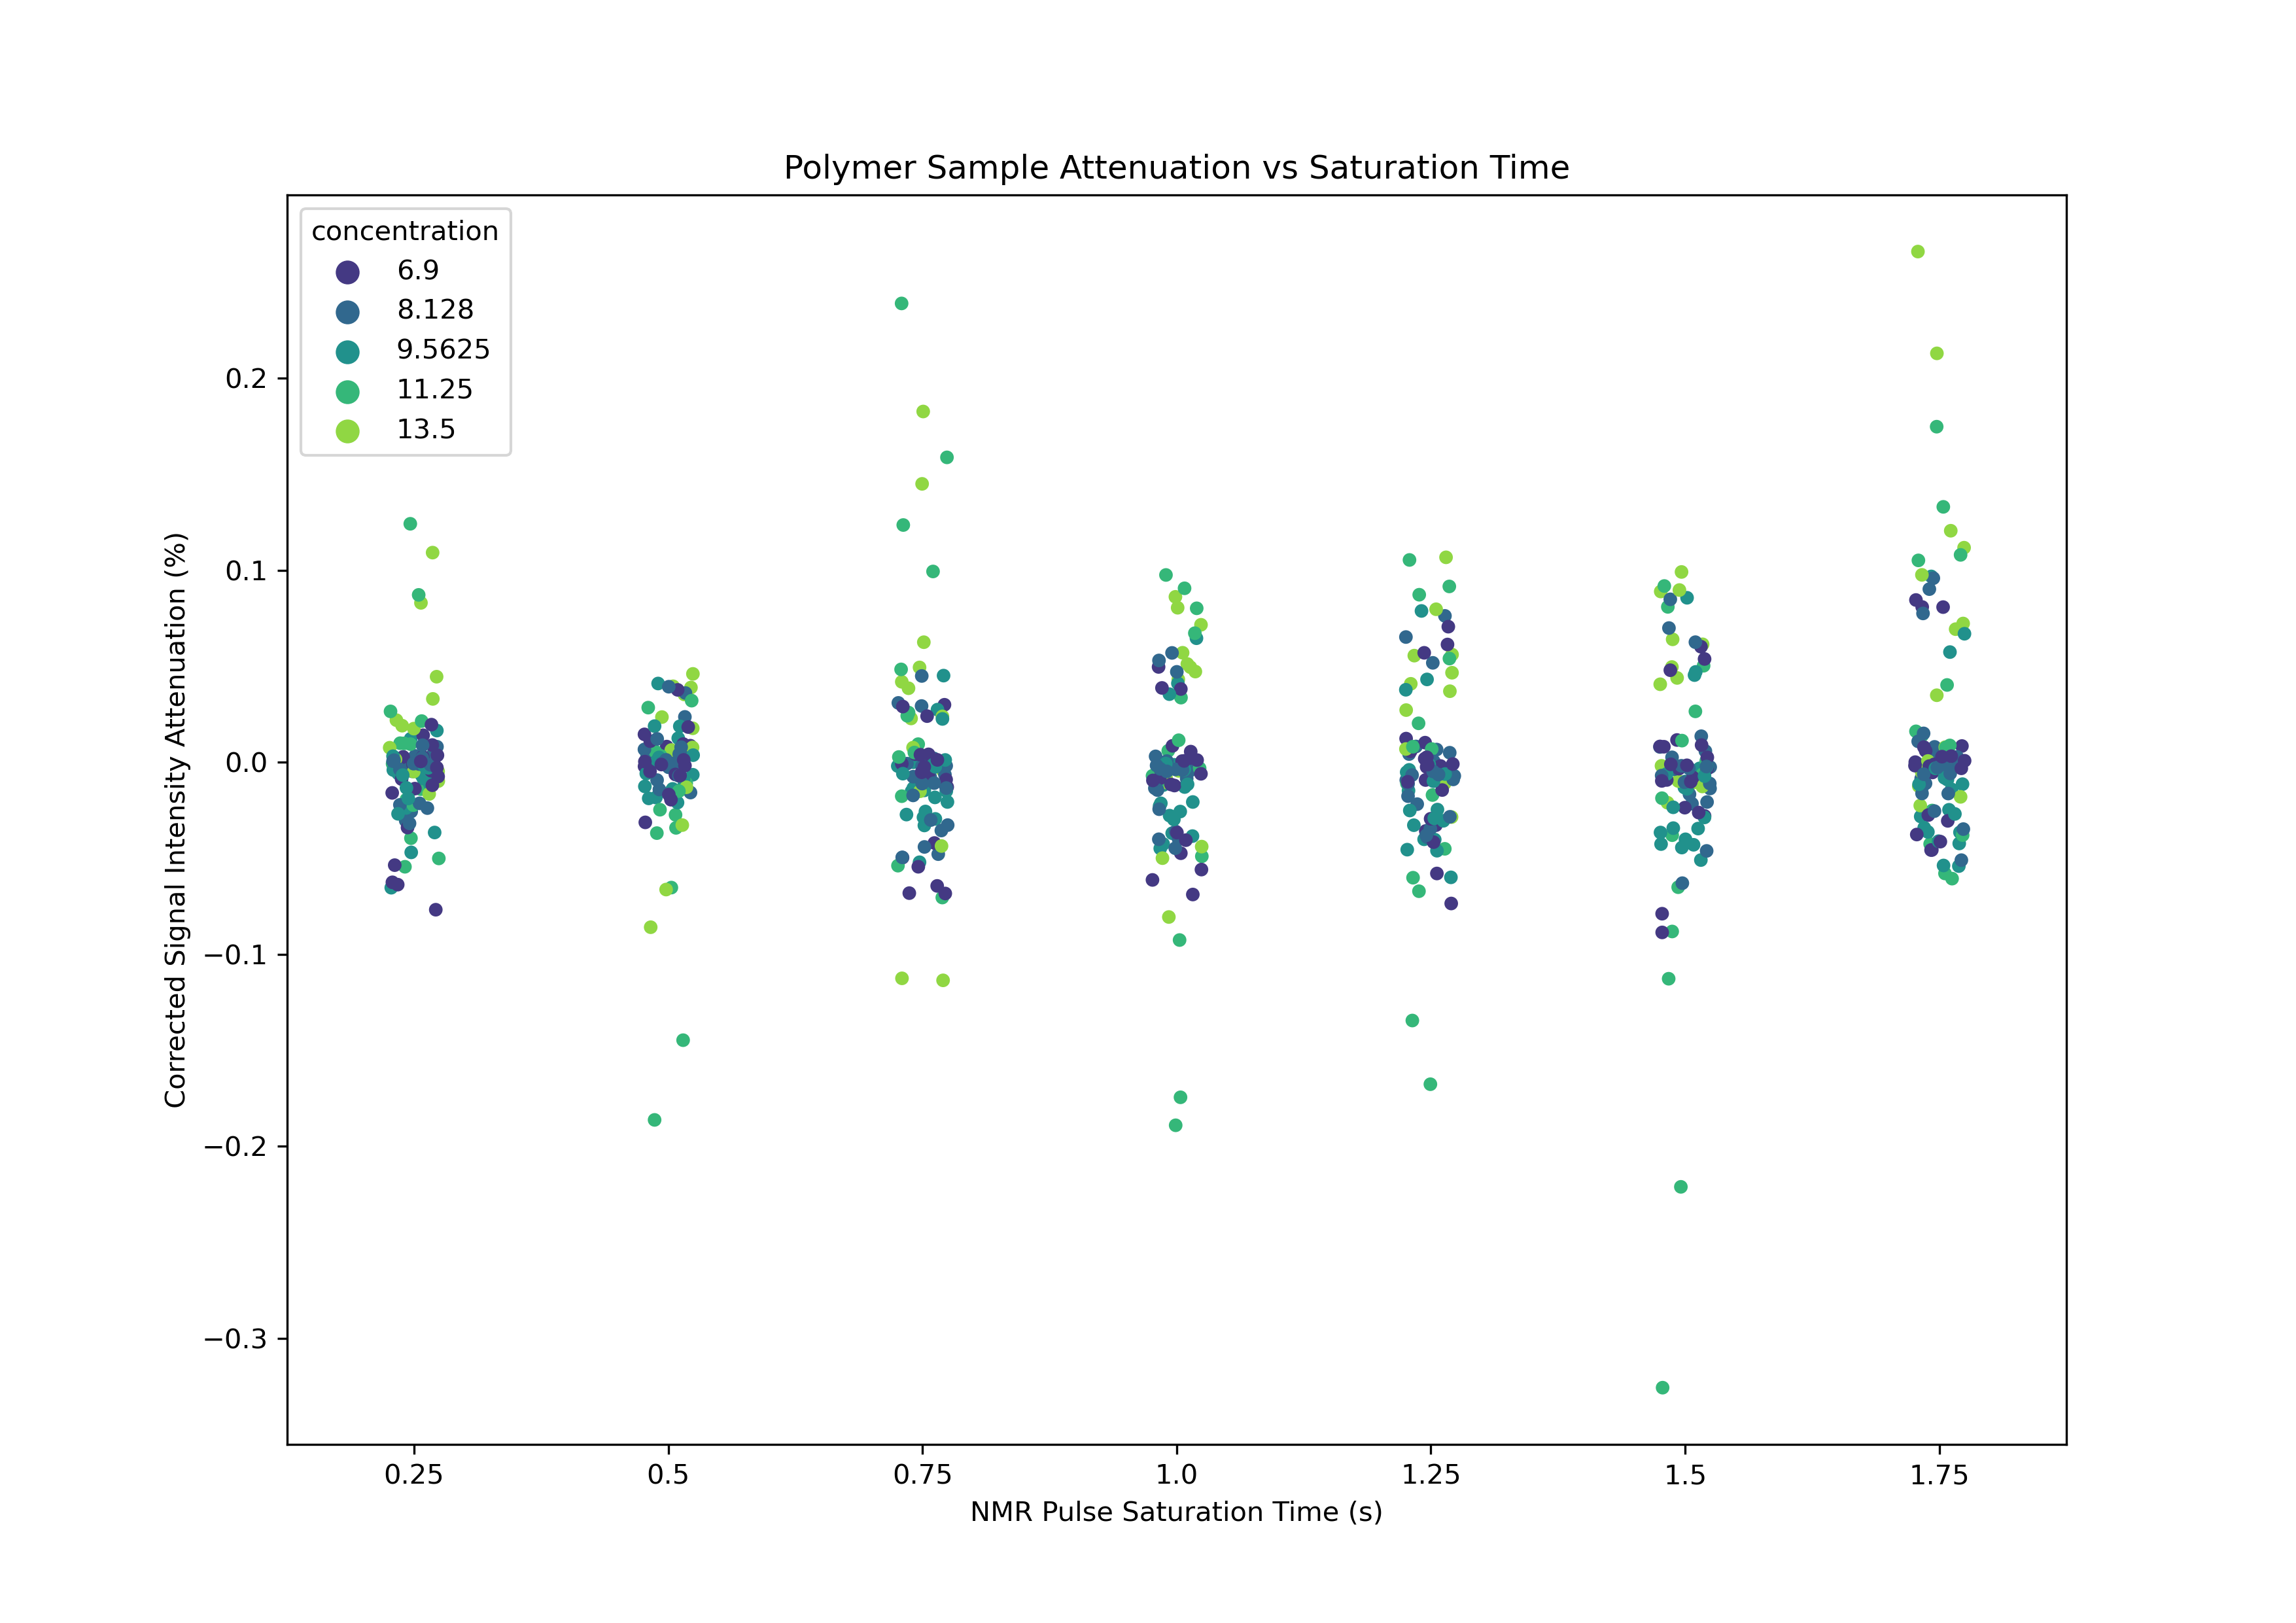 Polymer Sample Attenuation vs Saturation Time
concentration
6.9
8.128
9.5625
11.25
13.5
Corrected Signal Intensity Attenuation (%)
0.2
0.1
0.0
−0.1
−0.2
−0.3
0.25 0.5 0.75 1.0 1.25 1.5 1.75
NMR Pulse Saturation Time (s)